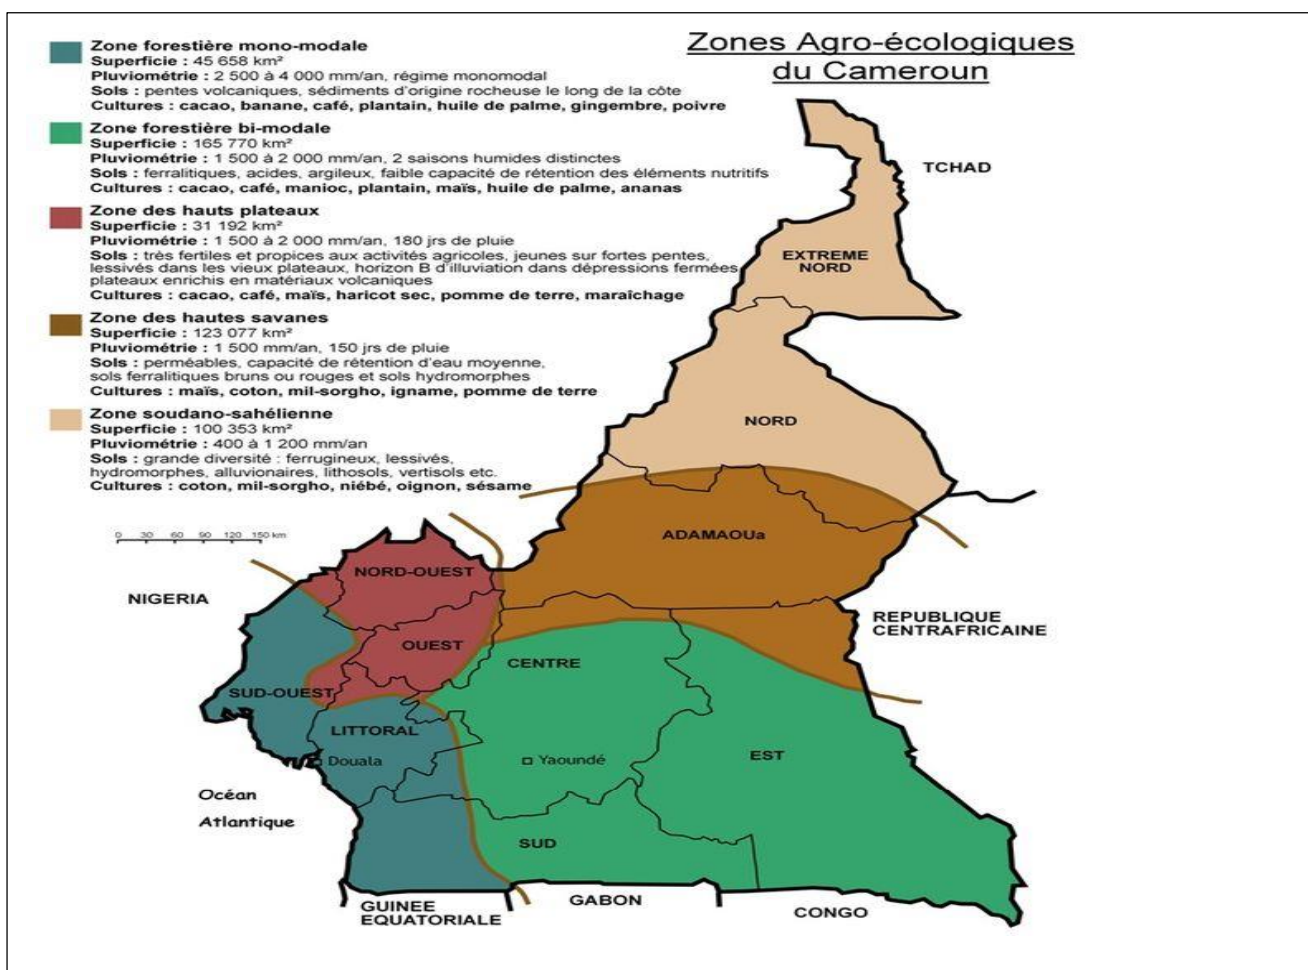 Zones Agro-écologiques
du Cameroun
Zone forestière mono-modale
Superficie : 45 658 km²
Pluviométrie : 2 500 à 4 000 mm/an, régime monomodal
Sols : pentes volcaniques, sédiments d'origine rocheuse le long de la côte
Cultures : cacao, banane, café, plantain, huile de palme, gingembre, poivre
Zone forestière bi-modale
Superficie : 165 770 km²
Pluviométrie : 1 500 à 2 000 mm/an, 2 saisons humides distinctes
Sols : ferralitiques, acides, argileux, faible capacité de rétention des éléments nutritifs
Cultures : cacao, café, manioc, plantain, maïs, huile de palme, ananas
Zone des hauts plateaux
Superficie : 31 192 km²
Pluviométrie : 1 500 à 2 000 mm/an, 180 jrs de pluie
Sols : très fertiles et propices aux activités agricoles, jeunes sur fortes pentes,
lessivés dans les vieux plateaux, horizon B d'illuviation dans dépressions fermées
plateaux enrichis en matériaux volcaniques
Cultures : cacao, café, maïs, haricot sec, pomme de terre, maraîchage
Zone des hautes savanes
Superficie : 123 077 km²
Pluviométrie : 1 500 mm/an, 150 jrs de pluie
Sols : perméables, capacité de rétention d'eau moyenne,
sols ferralitiques bruns ou rouges et sols hydromorphes
Cultures : maïs, coton, mil-sorgho, igname, pomme de terre
Zone soudano-sahélienne
Superficie : 100 353 km²
Pluviométrie : 400 à 1 200 mm/an
Sols : grande diversité : ferrugineux, lessivés,
hydromorphes, alluvionaires, lithosols, vertisols etc.
Cultures : coton, mil-sorgho, niébé, oignon, sésame
TCHAD
EXTREME
NORD
NORD
0 30 60 90 120 150 km
ADAMAOUa
NORD-OUEST
NIGERIA
REPUBLIQUE
CENTRAFRICAINE
OUEST
CENTRE
SUD-OUEST
LITTORAL
EST
Douala
Yaoundé
Océan
Atlantique
SUD
GUINEE
EQUATORIALE
GABON
CONGO